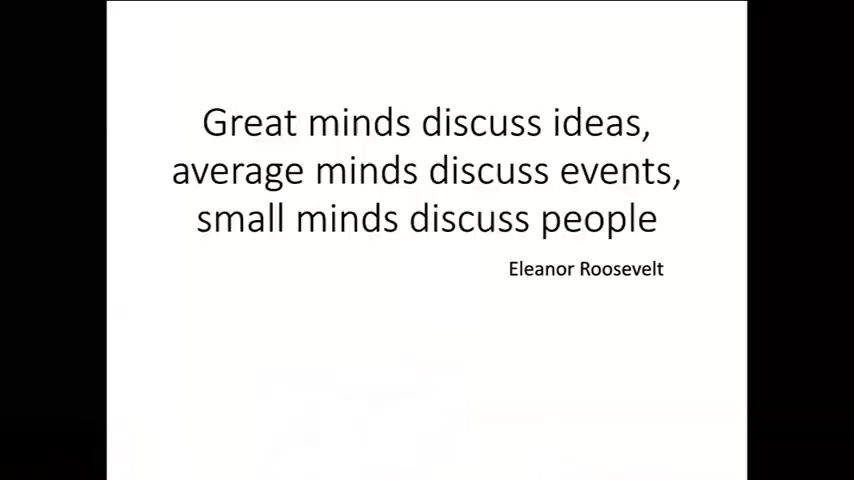 Great minds discuss ideas,
average minds discuss events,
small minds discuss people
Eleanor Roosevelt